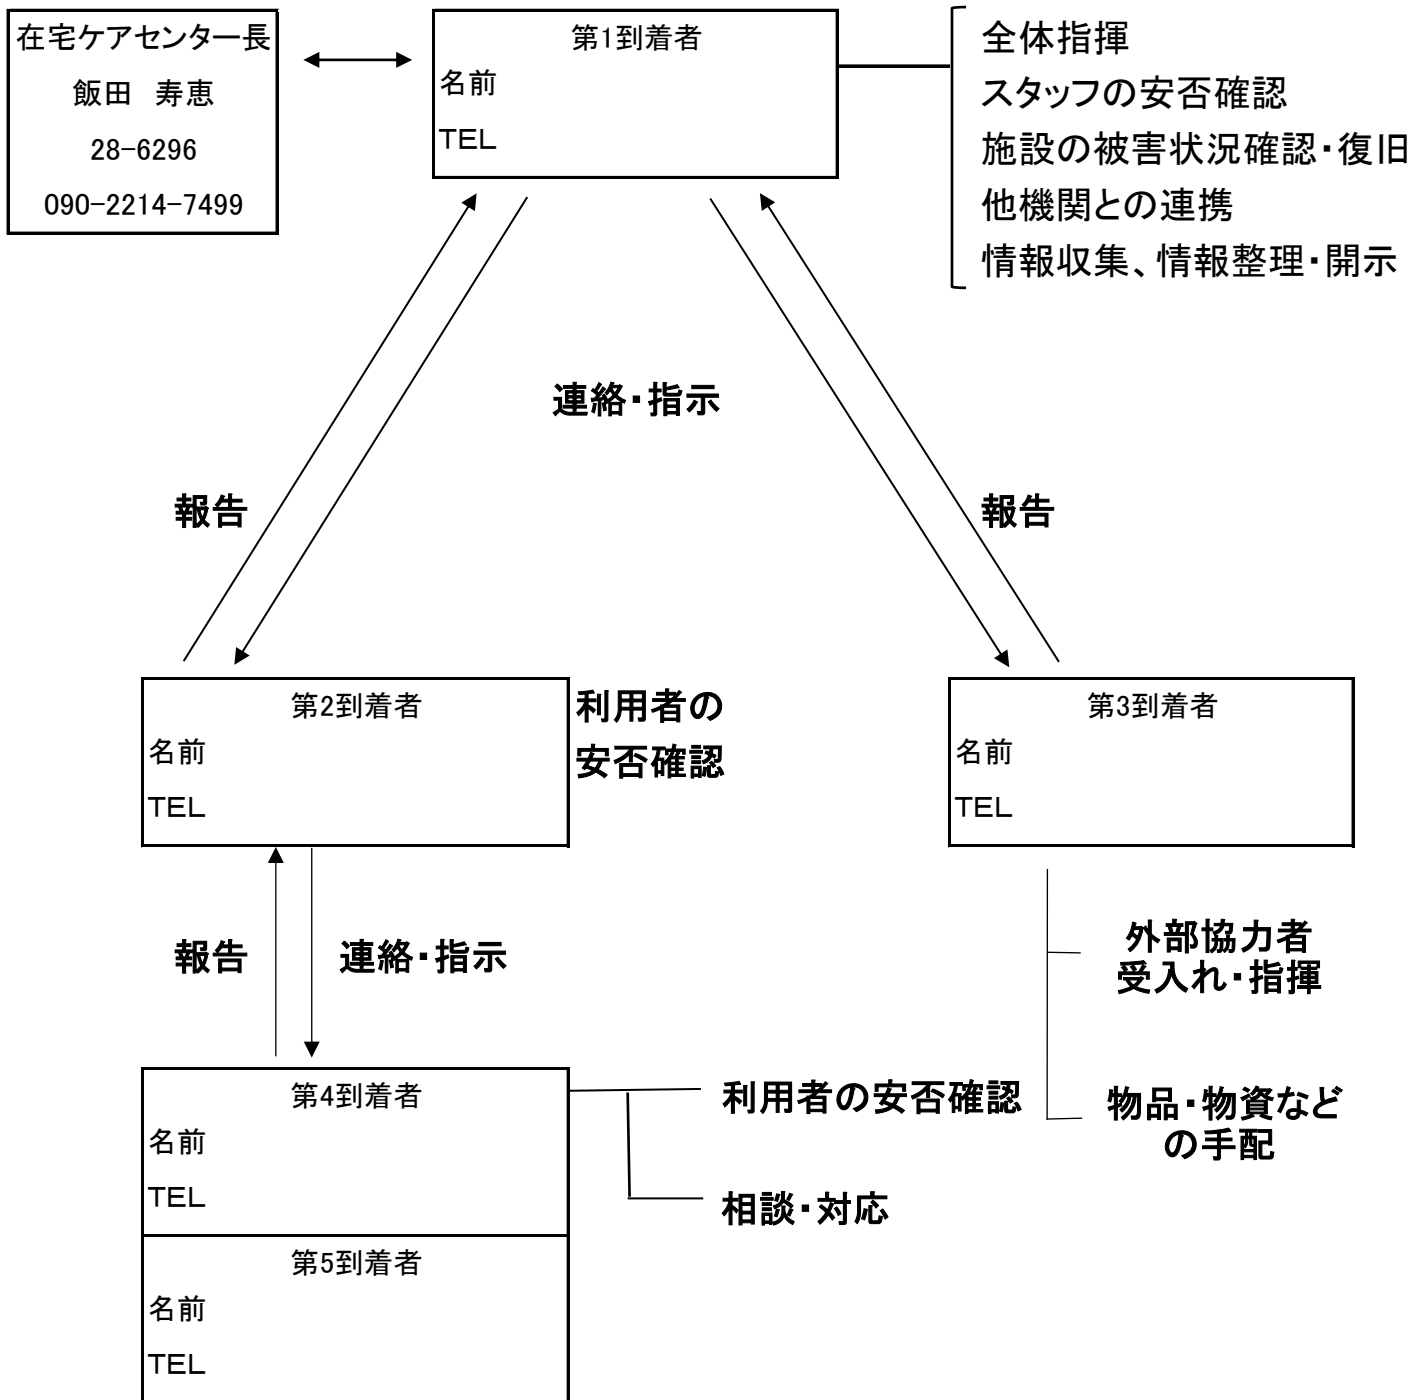 在宅ケアセンター長
飯田　寿恵
28-6296
090-2214-7499
第1到着者
名前
TEL
全体指揮
スタッフの安否確認
施設の被害状況確認・復旧
他機関との連携
情報収集、情報整理・開示
連絡・指示
報告
報告
第2到着者
名前
TEL
利用者の
安否確認
第3到着者
名前
TEL
報告
連絡・指示
外部協力者
受入れ・指揮
物品・物資など
の手配
第4到着者
名前
TEL
利用者の安否確認
相談・対応
第5到着者
名前
TEL